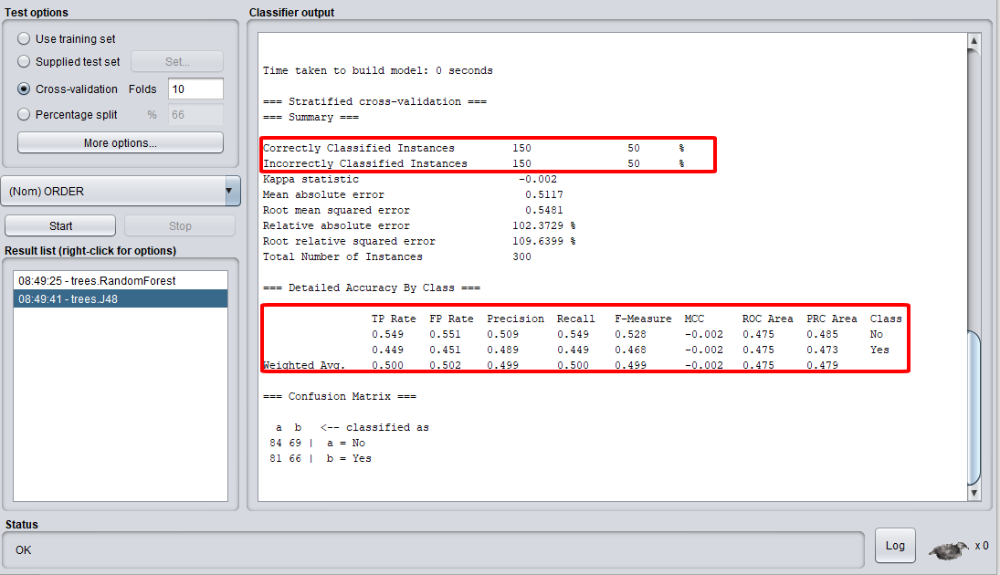 Test options
Use training set
Supplied test set Set...
Cross-validation Folds 10
Percentage split % 66
More options...
(Nom) ORDER
Start Stop
Result list (right-click for options)
08:49:25 - trees.RandomForest
08:49:41 - trees.J48
Classifier output
Time taken to build model: 0 seconds
=== Stratified cross-validation ===
=== Summary ===
Correctly Classified Instances 150 50 %
Incorrectly Classified Instances 150 50 %
Kappa statistic -0.002
Mean absolute error 0.5117
Root mean squared error 0.5481
Relative absolute error 102.3729 %
Root relative squared error 109.6399 %
Total Number of Instances 300
=== Detailed Accuracy By Class ===
TP Rate FP Rate Precision Recall F-Measure MCC ROC Area PRC Area Class
0.549 0.551 0.509 0.549 0.528 -0.002 0.475 0.485 No
0.449 0.451 0.489 0.449 0.468 -0.002 0.475 0.473 Yes
Weighted Avg. 0.500 0.502 0.499 0.500 0.499 -0.002 0.475 0.479
=== Confusion Matrix ===
a b <-- classified as
84 69 | a = No
81 66 | b = Yes
Status
OK
Log
x 0